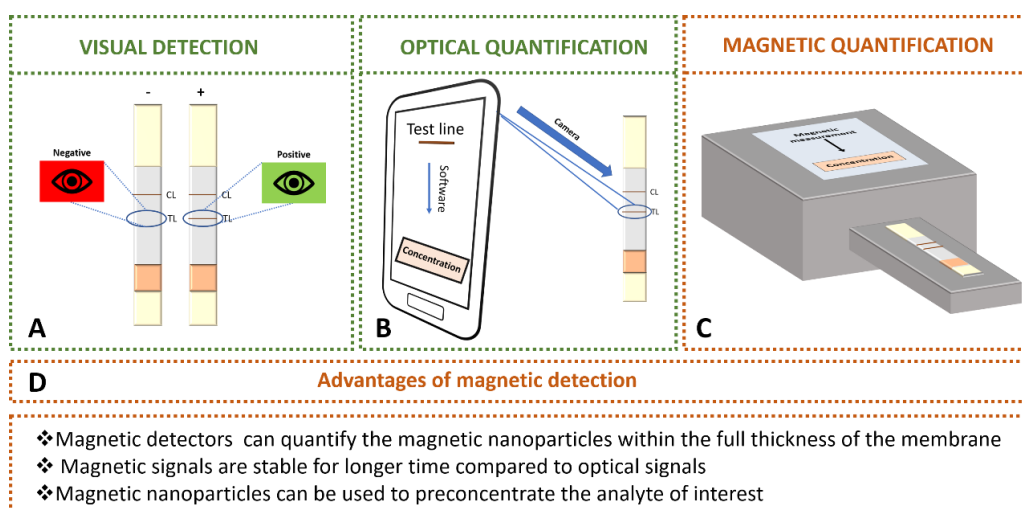 VISUAL DETECTION
- +
Negative
Positive
CL
CL
TL
TL
A
OPTICAL QUANTIFICATION
Test line
Software
Concentration
Camera
CL
TL
B
MAGNETIC QUANTIFICATION
Magnetic
measurement
Concentration
C
D
Advantages of magnetic detection
❖Magnetic detectors can quantify the magnetic nanoparticles within the full thickness of the membrane
❖ Magnetic signals are stable for longer time compared to optical signals
❖Magnetic nanoparticles can be used to preconcentrate the analyte of interest